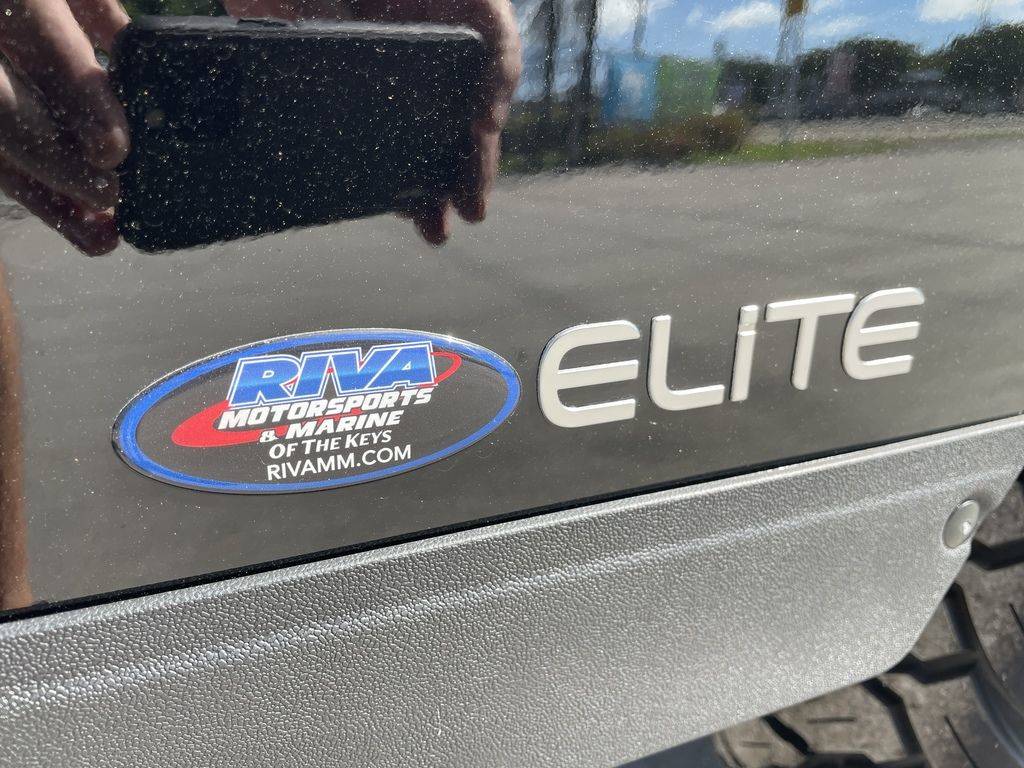 RIVA
MOTORSPORTS
& MARINE
OF THE KEYS
RIVAMM.COM
ELiTE